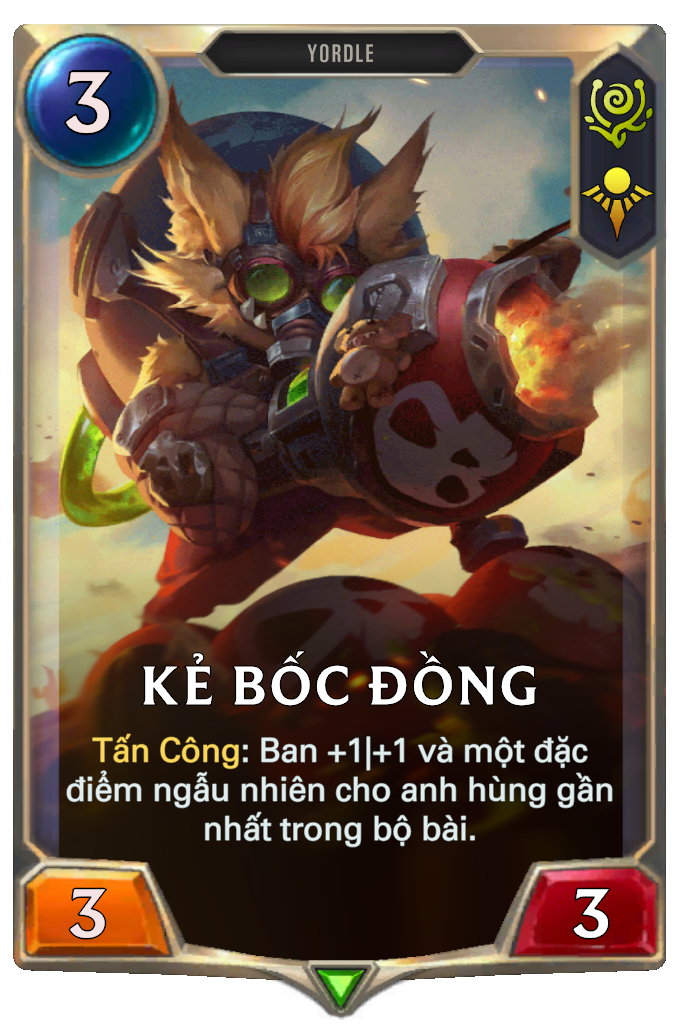 YORDLE
3
KẺ BỐC ĐỒNG
Tấn Công: Ban +1|+1 và một đặc
điểm ngẫu nhiên cho anh hùng gần
nhất trong bộ bài.
3
3